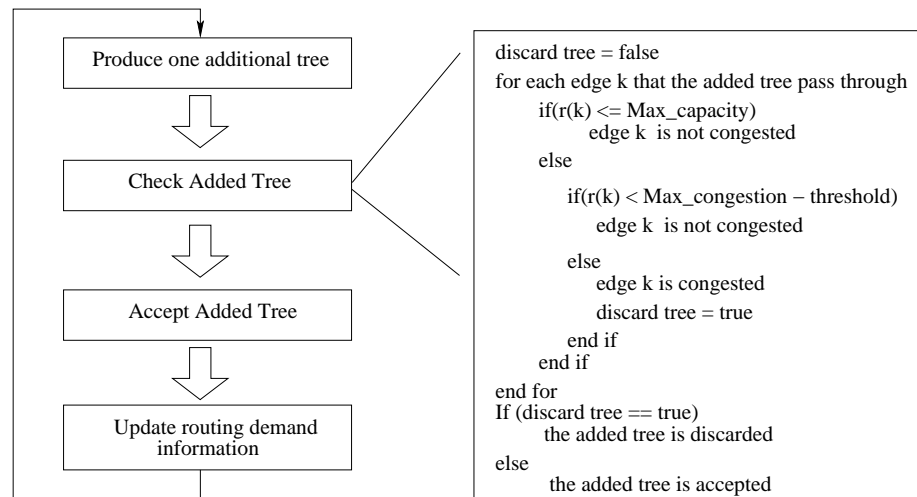 Produce one additional tree
Check Added Tree
Accept Added Tree
Update routing demand
information
discard tree = false
for each edge k that the added tree pass through
if(r(k) <= Max_capacity)
edge k is not congested
else
if(r(k) < Max_congestion − threshold)
edge k is not congested
else
edge k is congested
discard tree = true
end if
end if
end for
If (discard tree == true)
the added tree is discarded
else
the added tree is accepted